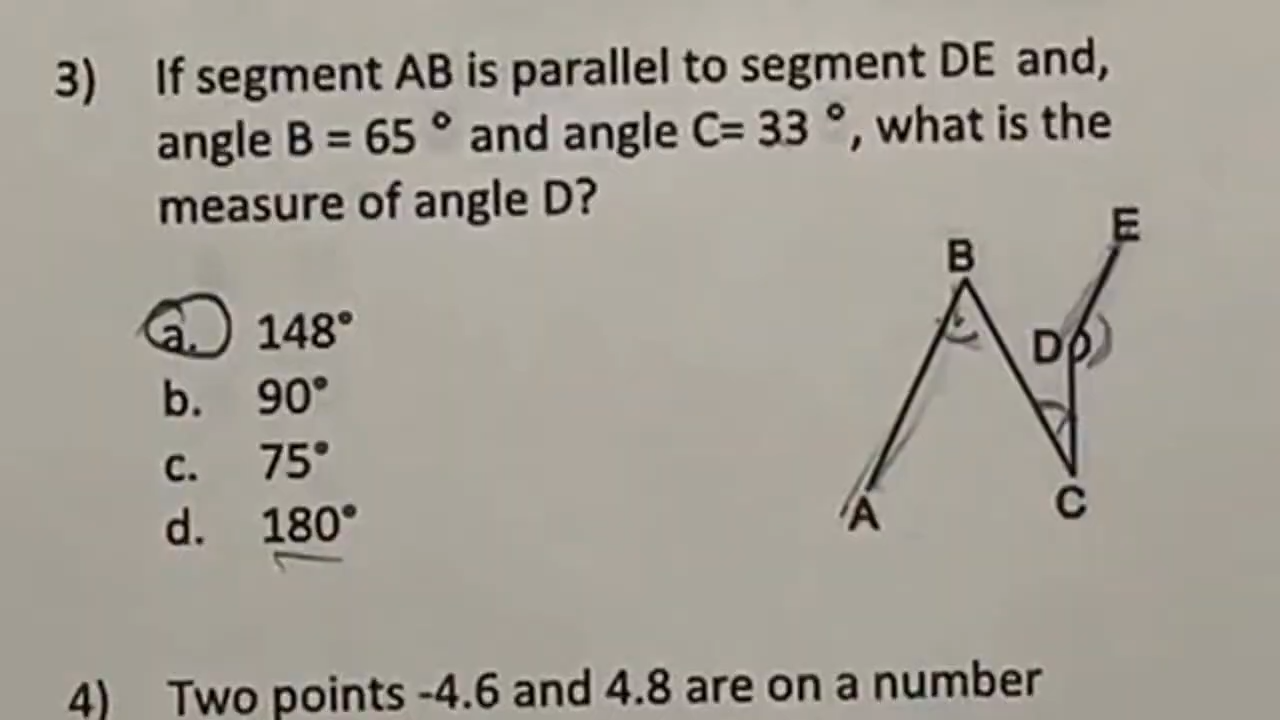 3) If segment AB is parallel to segment DE and,
angle B = 65 ° and angle C= 33 °, what is the
measure of angle D?
a. 148°
b. 90°
c. 75°
d. 180°
E
B
D
A
C
4) Two points -4.6 and 4.8 are on a number